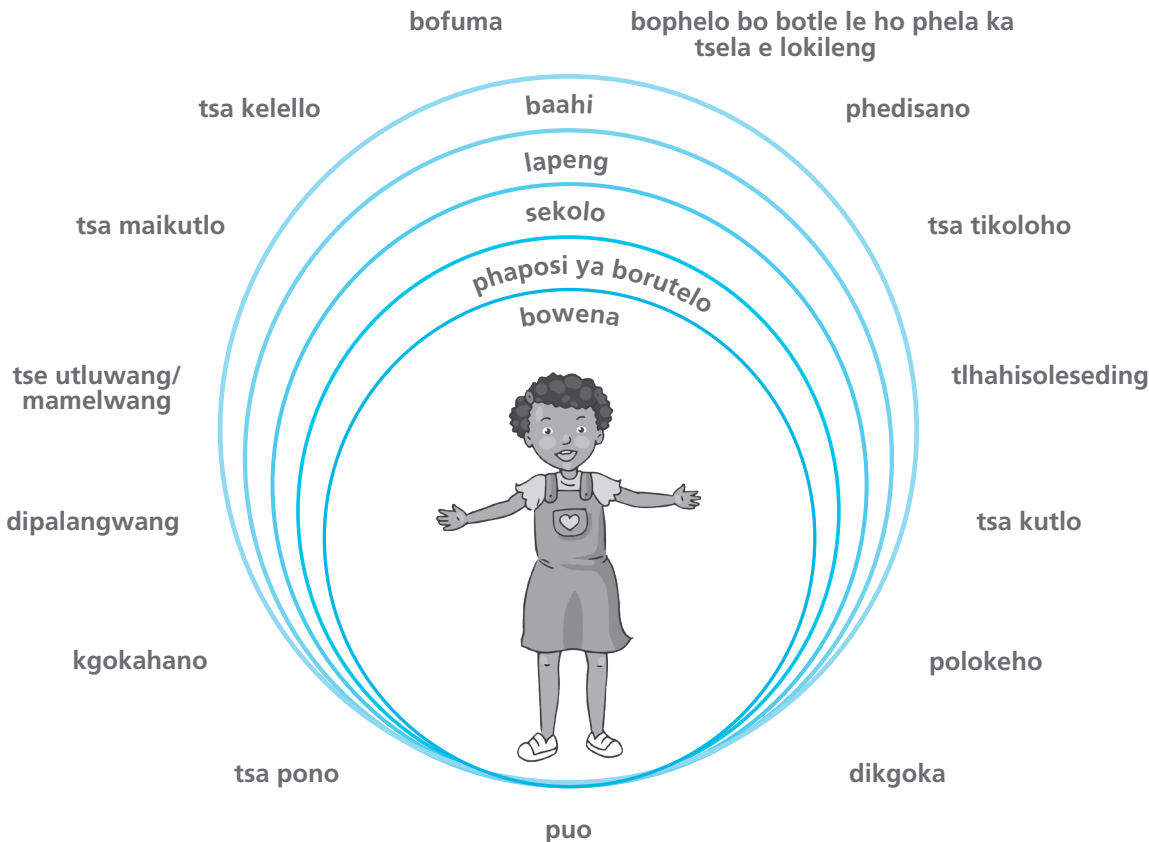 bofuma
bophelo bo botle le ho phela ka
tsela e lokileng
tsa kelello
baahi
phedisano
lapeng
tsa maikutlo
sekolo
tsa tikoloho
phaposi ya borutelo
bowena
tse utluwang/
mamelwang
tlhahisoleseding
dipalangwang
tsa kutlo
kgokahano
polokeho
tsa pono
dikgoka
puo